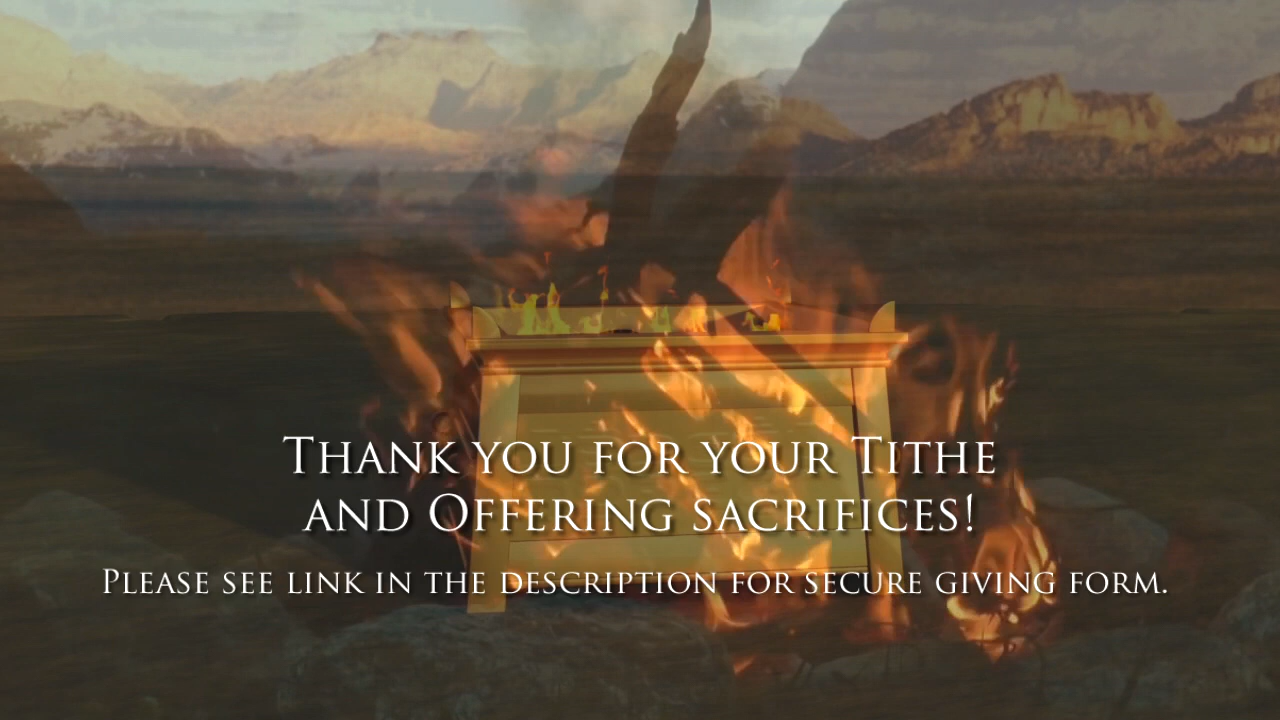 Thank you for your Tithe
and Offering sacrifices!
Please see link in the description for secure giving form.